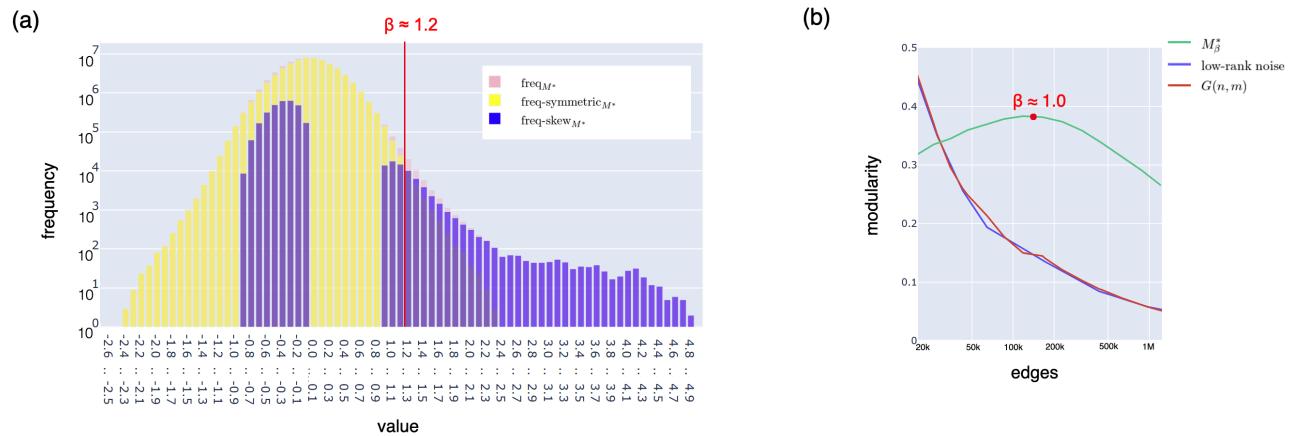 (a)
β ≈ 1.2
10^7
10^6
10^5
10^4
10^3
10^2
10^1
10^0
frequency
freq_{M*}
freq-symmetric_{M*}
freq-skew_{M*}
-2.6 .. -2.5
-2.4 .. -2.3
-2.2 .. -2.1
-2.0 .. -1.9
-1.8 .. -1.7
-1.6 .. -1.5
-1.4 .. -1.3
-1.2 .. -1.1
-1.0 .. -0.9
-0.8 .. -0.7
-0.6 .. -0.5
-0.4 .. -0.3
-0.2 .. -0.1
0.0 .. 0.1
0.2 .. 0.3
0.4 .. 0.5
0.6 .. 0.7
0.8 .. 0.9
1.0 .. 1.1
1.2 .. 1.3
1.4 .. 1.5
1.6 .. 1.7
1.8 .. 1.9
2.0 .. 2.1
2.2 .. 2.3
2.4 .. 2.5
2.6 .. 2.7
2.8 .. 2.9
3.0 .. 3.1
3.2 .. 3.3
3.4 .. 3.5
3.6 .. 3.7
3.8 .. 3.9
4.0 .. 4.1
4.2 .. 4.3
4.4 .. 4.5
4.6 .. 4.7
4.8 .. 4.9
value
(b)
M*_β
low-rank noise
G(n, m)
β ≈ 1.0
0.5
0.4
0.3
0.2
0.1
0
modularity
20k
50k
100k
200k
500k
1M
edges